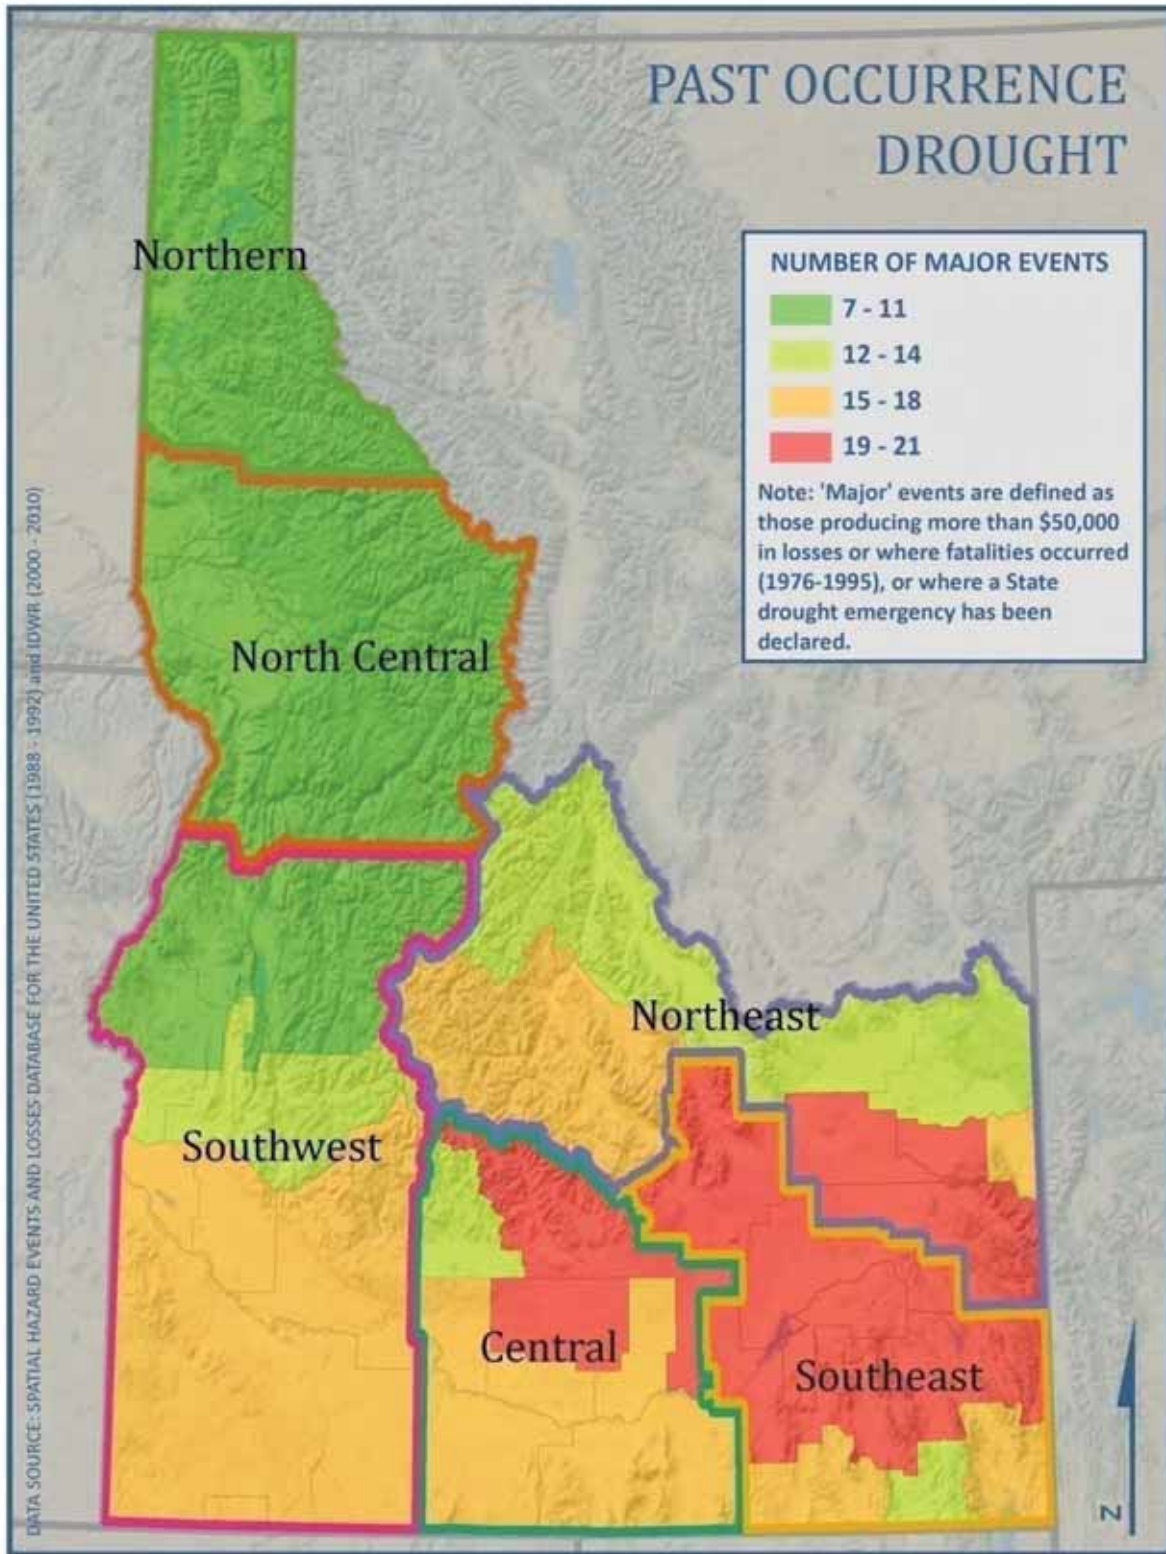 PAST OCCURRENCE
DROUGHT
NUMBER OF MAJOR EVENTS
7 - 11
12 - 14
15 - 18
19 - 21
Note: 'Major' events are defined as
those producing more than $50,000
in losses or where fatalities occurred
(1976-1995), or where a State
drought emergency has been
declared.
Northern
North Central
Northeast
Southwest
Central
Southeast
N
DATA SOURCE: SPATIAL HAZARD EVENTS AND LOSSES DATABASE FOR THE UNITED STATES (1988 - 1992) and IDWR (2000 - 2010)